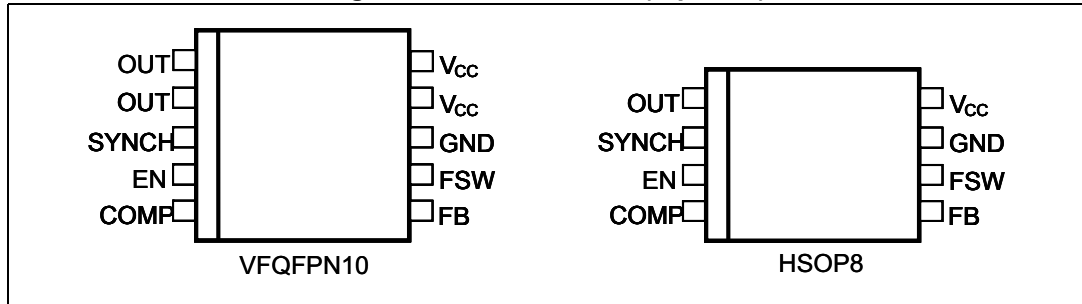 OUT VCC
OUT VCC
SYNCH GND
EN FSW
COMP FB
VFQFPN10
OUT VCC
SYNCH GND
EN FSW
COMP FB
HSOP8